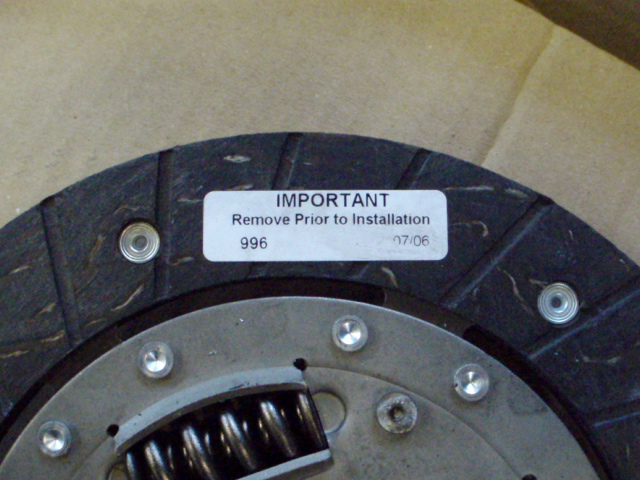 IMPORTANT
Remove Prior to Installation
996 07/06